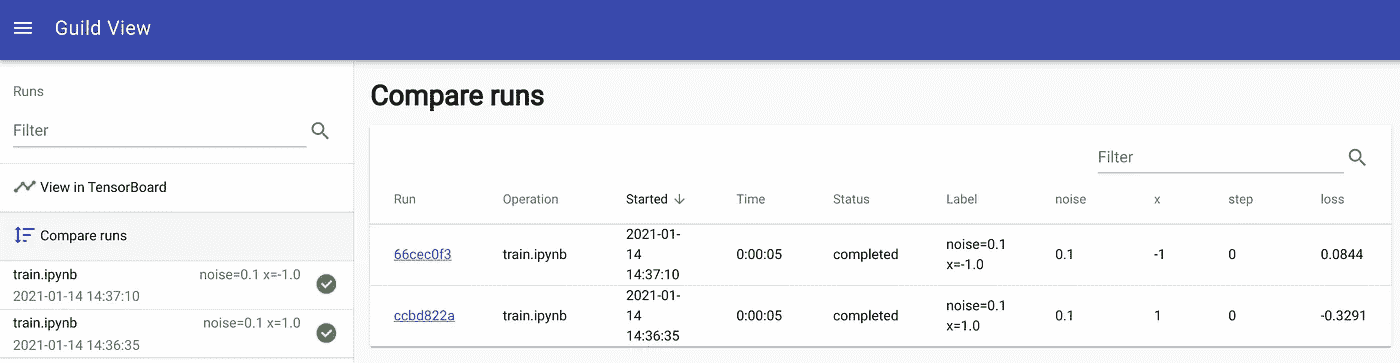 Guild View
Runs
Filter
View in TensorBoard
Compare runs
train.ipynb noise=0.1 x=-1.0
2021-01-14 14:37:10
train.ipynb noise=0.1 x=1.0
2021-01-14 14:36:35
Compare runs
Filter
Run Operation Started Time Status Label noise x step loss
66cec0f3 train.ipynb 2021-01-14 14:37:10 0:00:05 completed noise=0.1 x=-1.0 0.1 -1 0 0.0844
ccbd822a train.ipynb 2021-01-14 14:36:35 0:00:05 completed noise=0.1 x=1.0 0.1 1 0 -0.3291